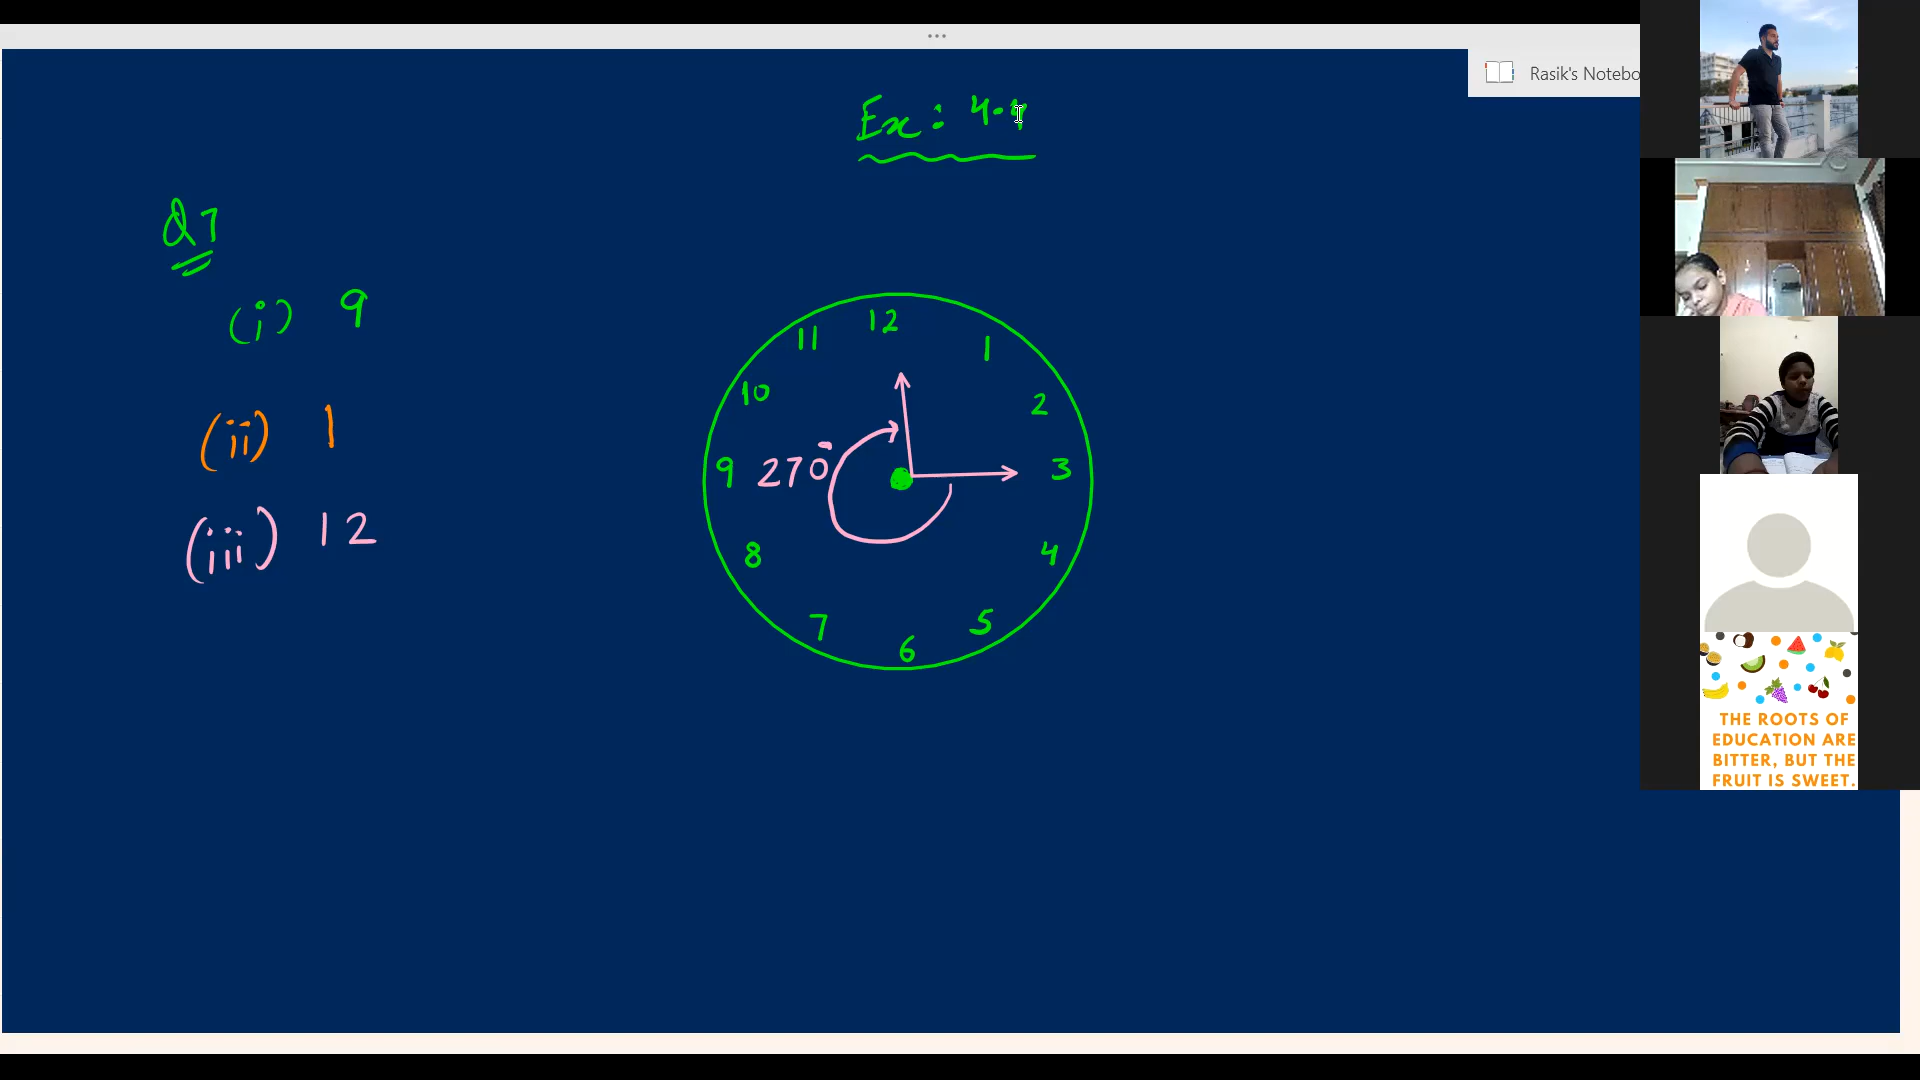 ...
Rasik's Notebo
Ex: 4.4
Q7
(i) 9
(ii) 1
(iii) 12
12
11
1
10
2
9
270°
3
8
4
7
5
6
THE ROOTS OF
EDUCATION ARE
BITTER, BUT THE
FRUIT IS SWEET.